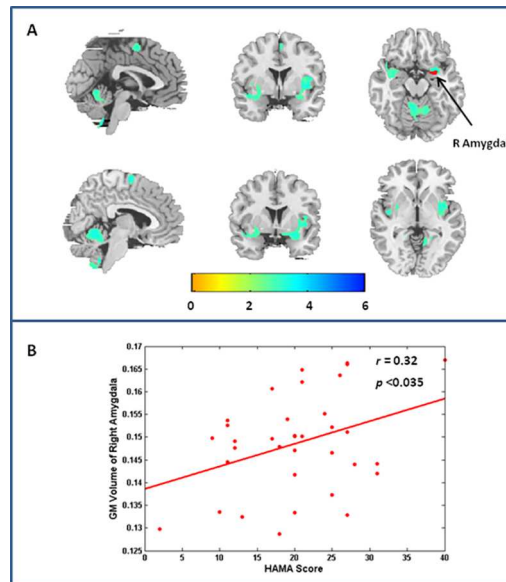 A
R Amygdal
0 2 4 6
B
0.17
0.165
0.16
0.155
0.15
0.145
0.14
0.135
0.13
0.125
GM Volume of Right Amygdala
r = 0.32
p <0.035
0 5 10 15 20 25 30 35 40
HAMA Score